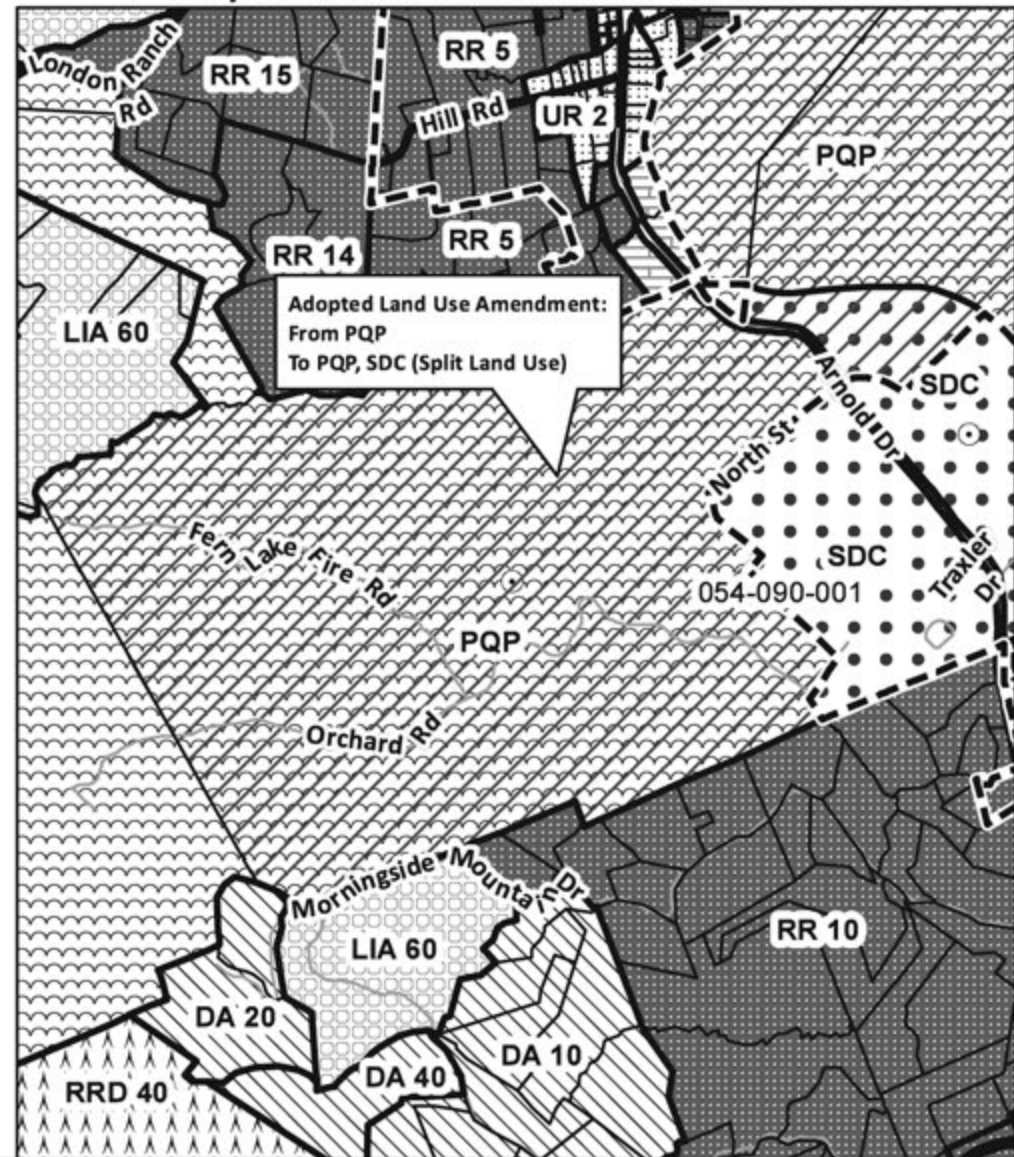 London Ranch
Rd
RR 15
RR 5
Hill Rd
UR 2
PQP
RR 5
RR 14
LIA 60
Adopted Land Use Amendment:
From PQP
To PQP, SDC (Split Land Use)
Arnold Dr
SDC
North St
Fern Lake Fire Rd
SDC
Traxler
Dr
054-090-001
PQP
Orchard Rd
Morningside Mountain Dr
LIA 60
RR 10
DA 20
DA 10
DA 40
RRD 40